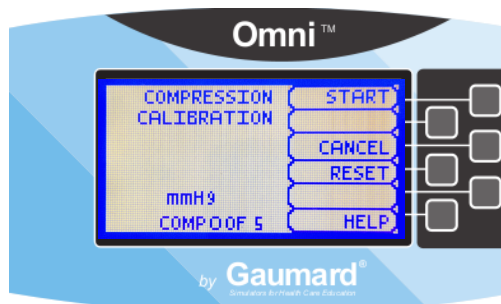 Omni™
COMPRESSION START
CALIBRATION
CANCEL
RESET
mmHg
COMP 0 OF 5 HELP
by Gaumard®
Simulators for Health Care Education